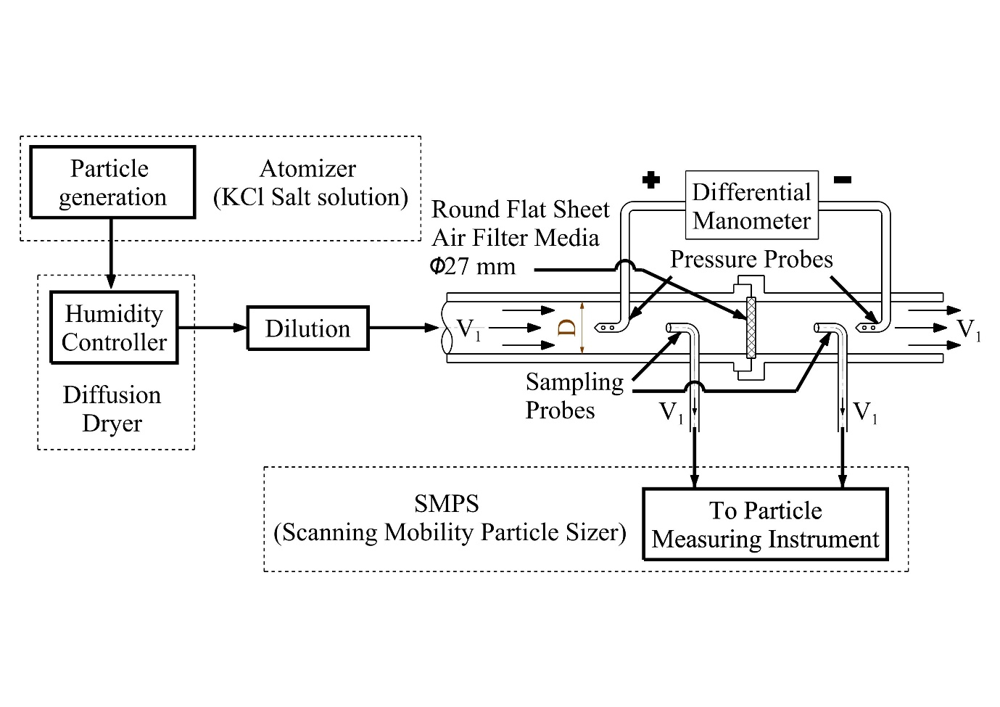 Particle
generation
Atomizer
(KCl Salt solution)
Humidity
Controller
Diffusion
Dryer
Dilution
Round Flat Sheet
Air Filter Media
Φ27 mm
+
Differential
Manometer
-
Pressure Probes
V1
D
V1
Sampling
Probes
V1
V1
SMPS
(Scanning Mobility Particle Sizer)
To Particle
Measuring Instrument